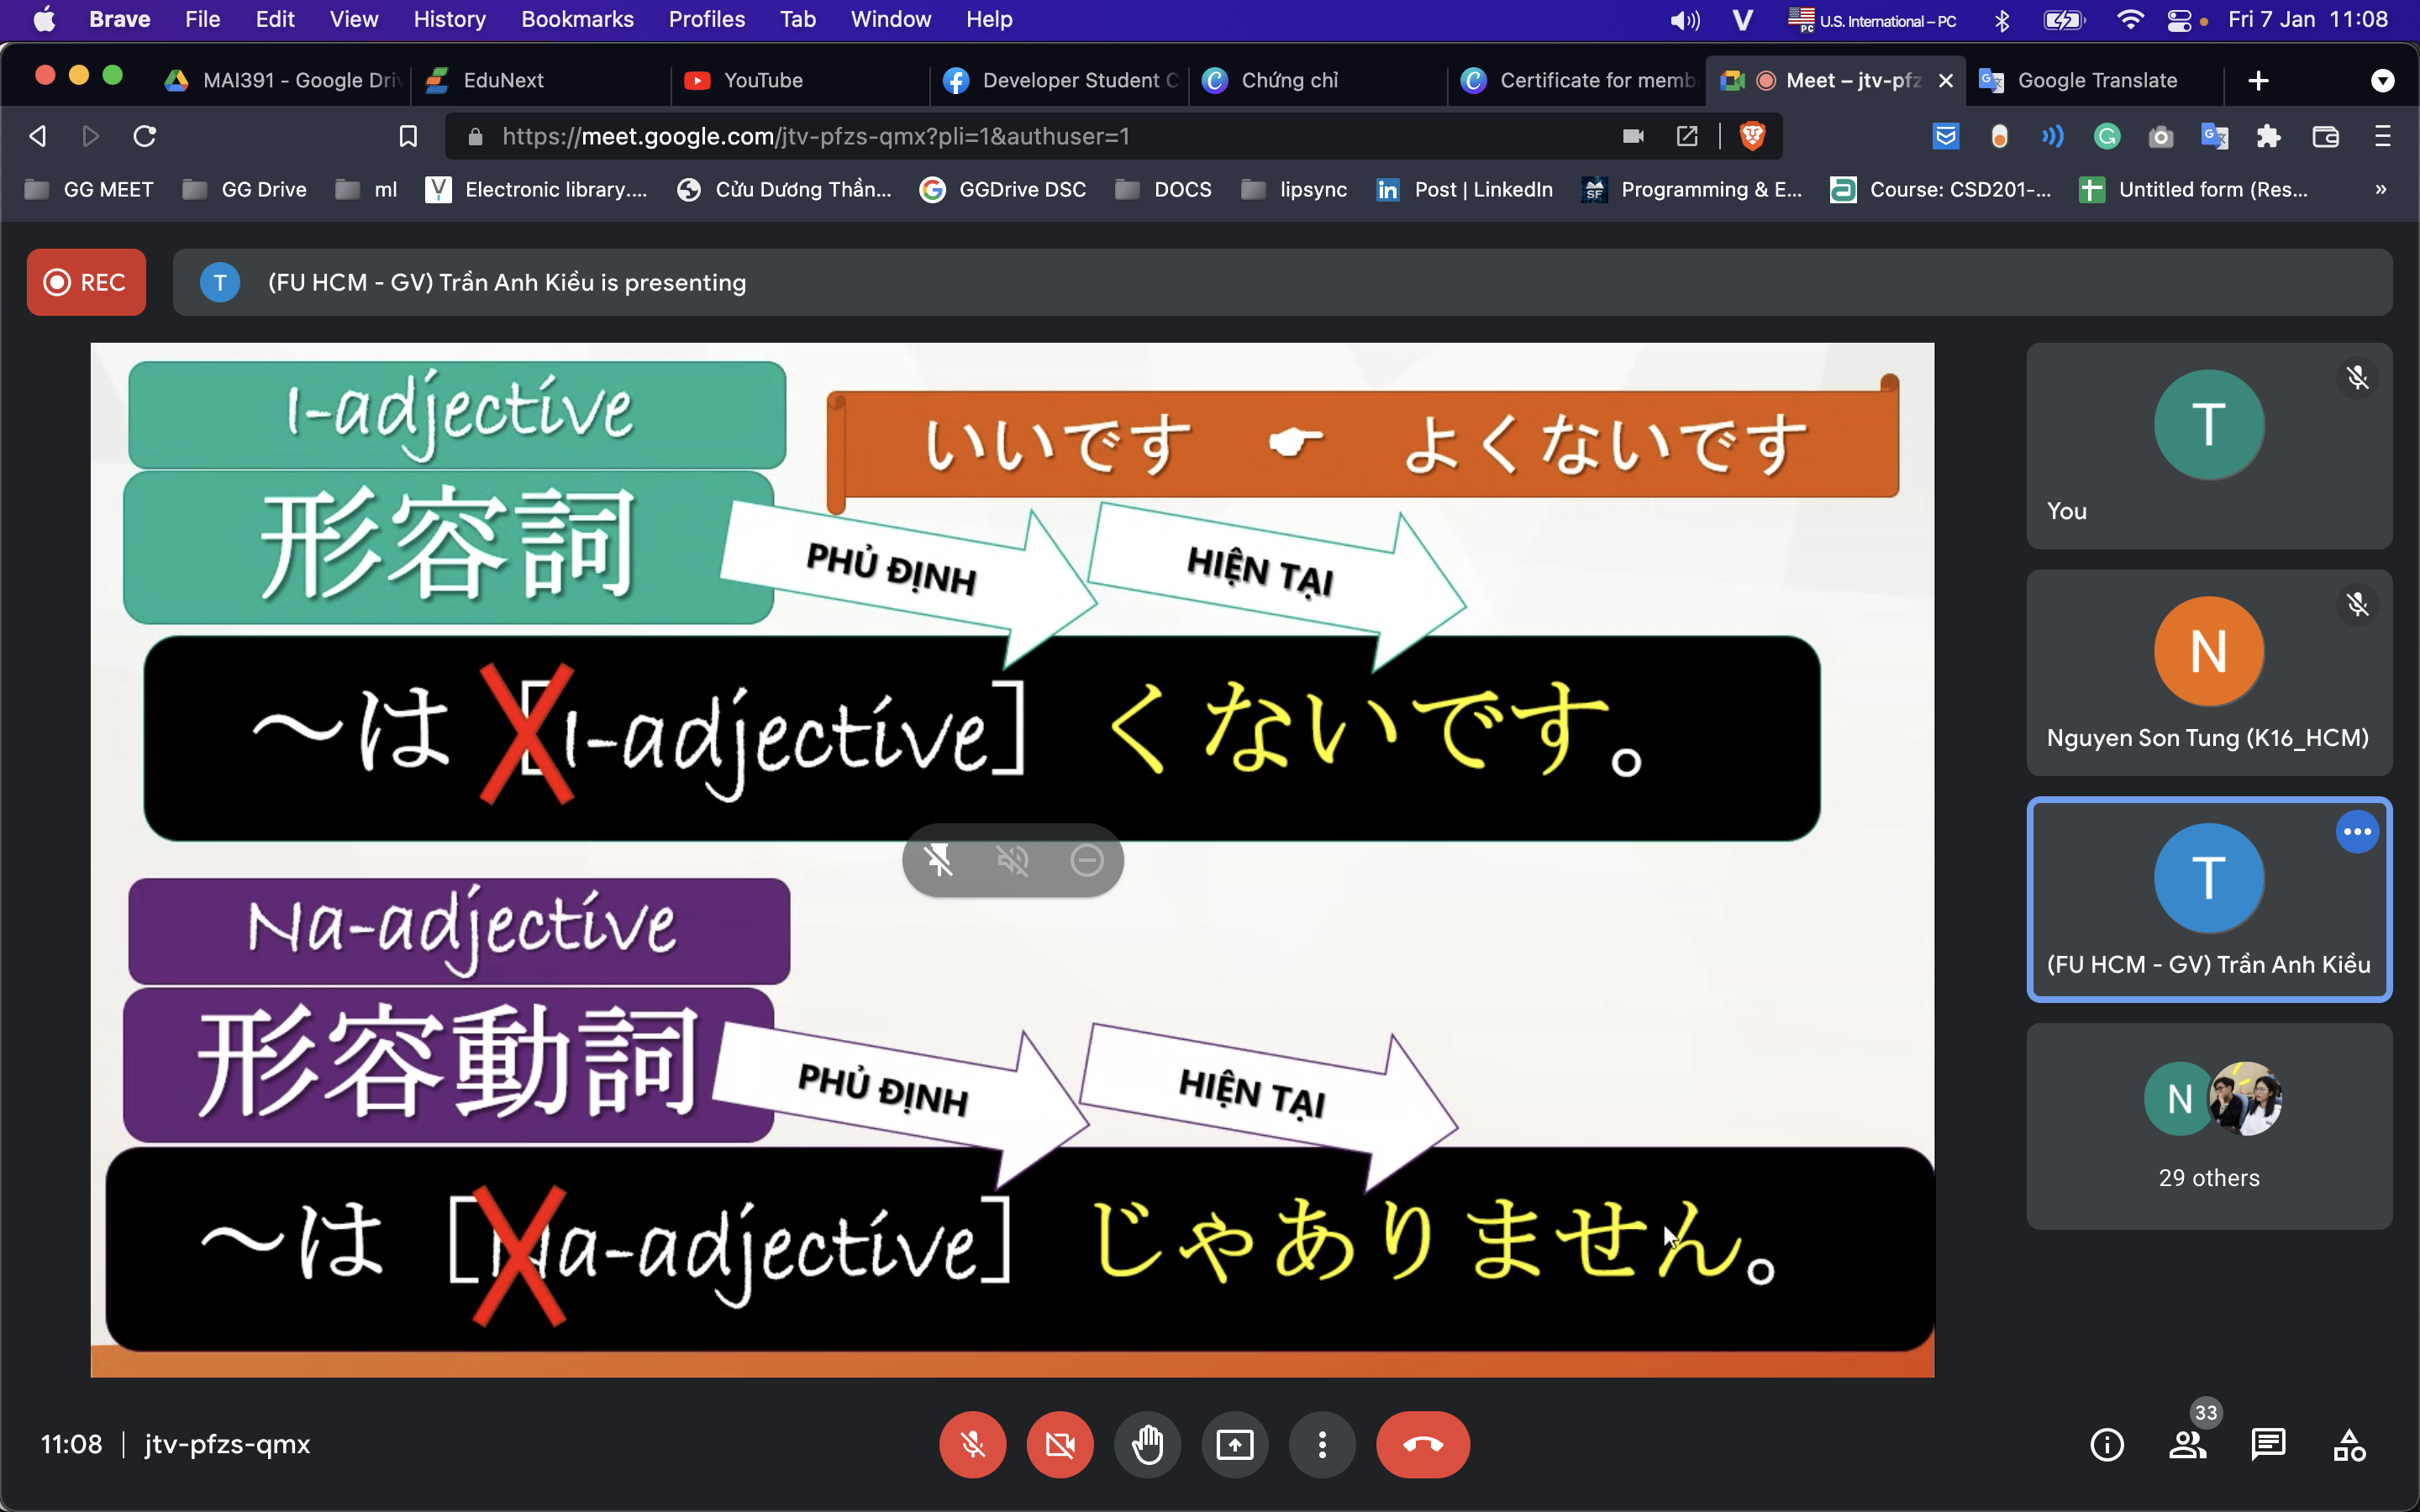 Brave File Edit View History Bookmarks Profiles Tab Window Help V PC U.S. International – PC Fri 7 Jan 11:08
MAI391 - Google Driv EduNext YouTube Developer Student C Chứng chỉ Certificate for memb Meet – jtv-pfz Google Translate
https://meet.google.com/jtv-pfzs-qmx?pli=1&authuser=1
GG MEET GG Drive ml Electronic library.... Cửu Dương Thần... GGDrive DSC DOCS lipsync Post | LinkedIn Programming & E... Course: CSD201-... Untitled form (Res... »
REC T (FU HCM - GV) Trần Anh Kiều is presenting
I-adjective
いいです ☛ よくないです
形容詞
PHỦ ĐỊNH HIỆN TẠI
～は [I-adjective] くないです。
Na-adjective
形容動詞
PHỦ ĐỊNH HIỆN TẠI
～は [Na-adjective] じゃありません。
T
You
N
Nguyen Son Tung (K16_HCM)
T
(FU HCM - GV) Trần Anh Kiều
N
29 others
11:08 | jtv-pfzs-qmx
33